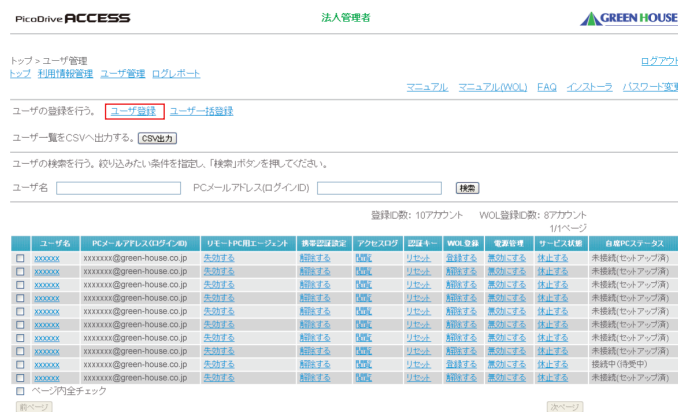 PicoDrive ACCESS 法人管理者 GREEN HOUSE
トップ > ユーザ管理 ログアウト
トップ 利用情報管理 ユーザ管理 ログレポート
マニュアル マニュアル(WOL) FAQ インストーラ パスワード変更
ユーザの登録を行う。 ユーザ登録 ユーザ一括登録
ユーザ一覧をCSVへ出力する。 CSV出力
ユーザの検索を行う。絞り込みたい条件を指定し、「検索」ボタンを押してください。
ユーザ名 PCメールアドレス(ログインID) 検索
登録ID数: 10アカウント WOL登録ID数: 8アカウント
1/1ページ
ユーザ名 PCメールアドレス(ログインID) リモートPC用エージェント 携帯認証設定 アクセスログ 認証キー WOL登録 電源管理 サービス状態 自席PCステータス
xxxxxx xxxxxxx@green-house.co.jp 失効する 解除する 閲覧 リセット 登録する 無効にする 休止する 未接続(セットアップ済)
xxxxxx xxxxxxx@green-house.co.jp 失効する 解除する 閲覧 リセット 解除する 無効にする 休止する 未接続(セットアップ済)
xxxxxx xxxxxxx@green-house.co.jp 失効する 解除する 閲覧 リセット 解除する 無効にする 休止する 未接続(セットアップ済)
xxxxxx xxxxxxx@green-house.co.jp 失効する 解除する 閲覧 リセット 解除する 無効にする 休止する 未接続(セットアップ済)
xxxxxx xxxxxxx@green-house.co.jp 失効する 解除する 閲覧 リセット 解除する 無効にする 休止する 未接続(セットアップ済)
xxxxxx xxxxxxx@green-house.co.jp 失効する 解除する 閲覧 リセット 解除する 無効にする 休止する 未接続(セットアップ済)
xxxxxx xxxxxxx@green-house.co.jp 失効する 解除する 閲覧 リセット 解除する 無効にする 休止する 未接続(セットアップ済)
xxxxxx xxxxxxx@green-house.co.jp 失効する 解除する 閲覧 リセット 解除する 無効にする 休止する 未接続(セットアップ済)
xxxxxx xxxxxxx@green-house.co.jp 失効する 解除する 閲覧 リセット 登録する 無効にする 休止する 接続中(待受中)
xxxxxx xxxxxxx@green-house.co.jp 失効する 解除する 閲覧 リセット 解除する 無効にする 休止する 未接続(セットアップ済)
ページ内全チェック
前ページ 次ページ